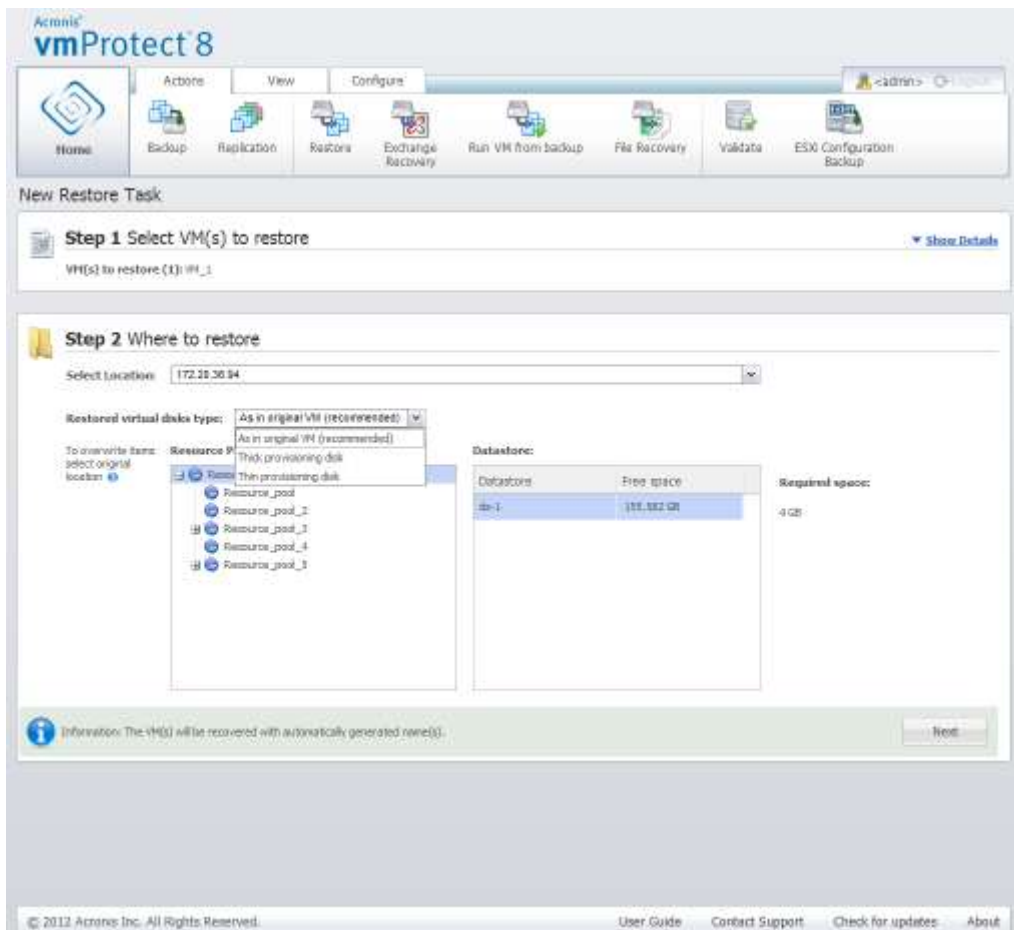 Acronis
vmProtect 8
Actions View Configure
<admin>
Home
Backup
Replication
Restore
Exchange Recovery
Run VM from backup
File Recovery
Validate
ESXi Configuration Backup
New Restore Task
Step 1 Select VM(s) to restore
Show Details
VM(s) to restore (1): VM_1
Step 2 Where to restore
Select Location:
Restored virtual disks type: As in original VM (recommended)
As in original VM (recommended)
Thick provisioning disk
Thin provisioning disk
To overwrite items select original location
Resource
Resource_pool
Resource_pool_2
Resource_pool_3
Resource_pool_4
Resource_pool_5
Datastore:
Datastore Free space
Required space:
4 GB
Information: The VM(s) will be recovered with automatically generated name(s).
Next
© 2012 Acronis Inc. All Rights Reserved.
User Guide Contact Support Check for updates About